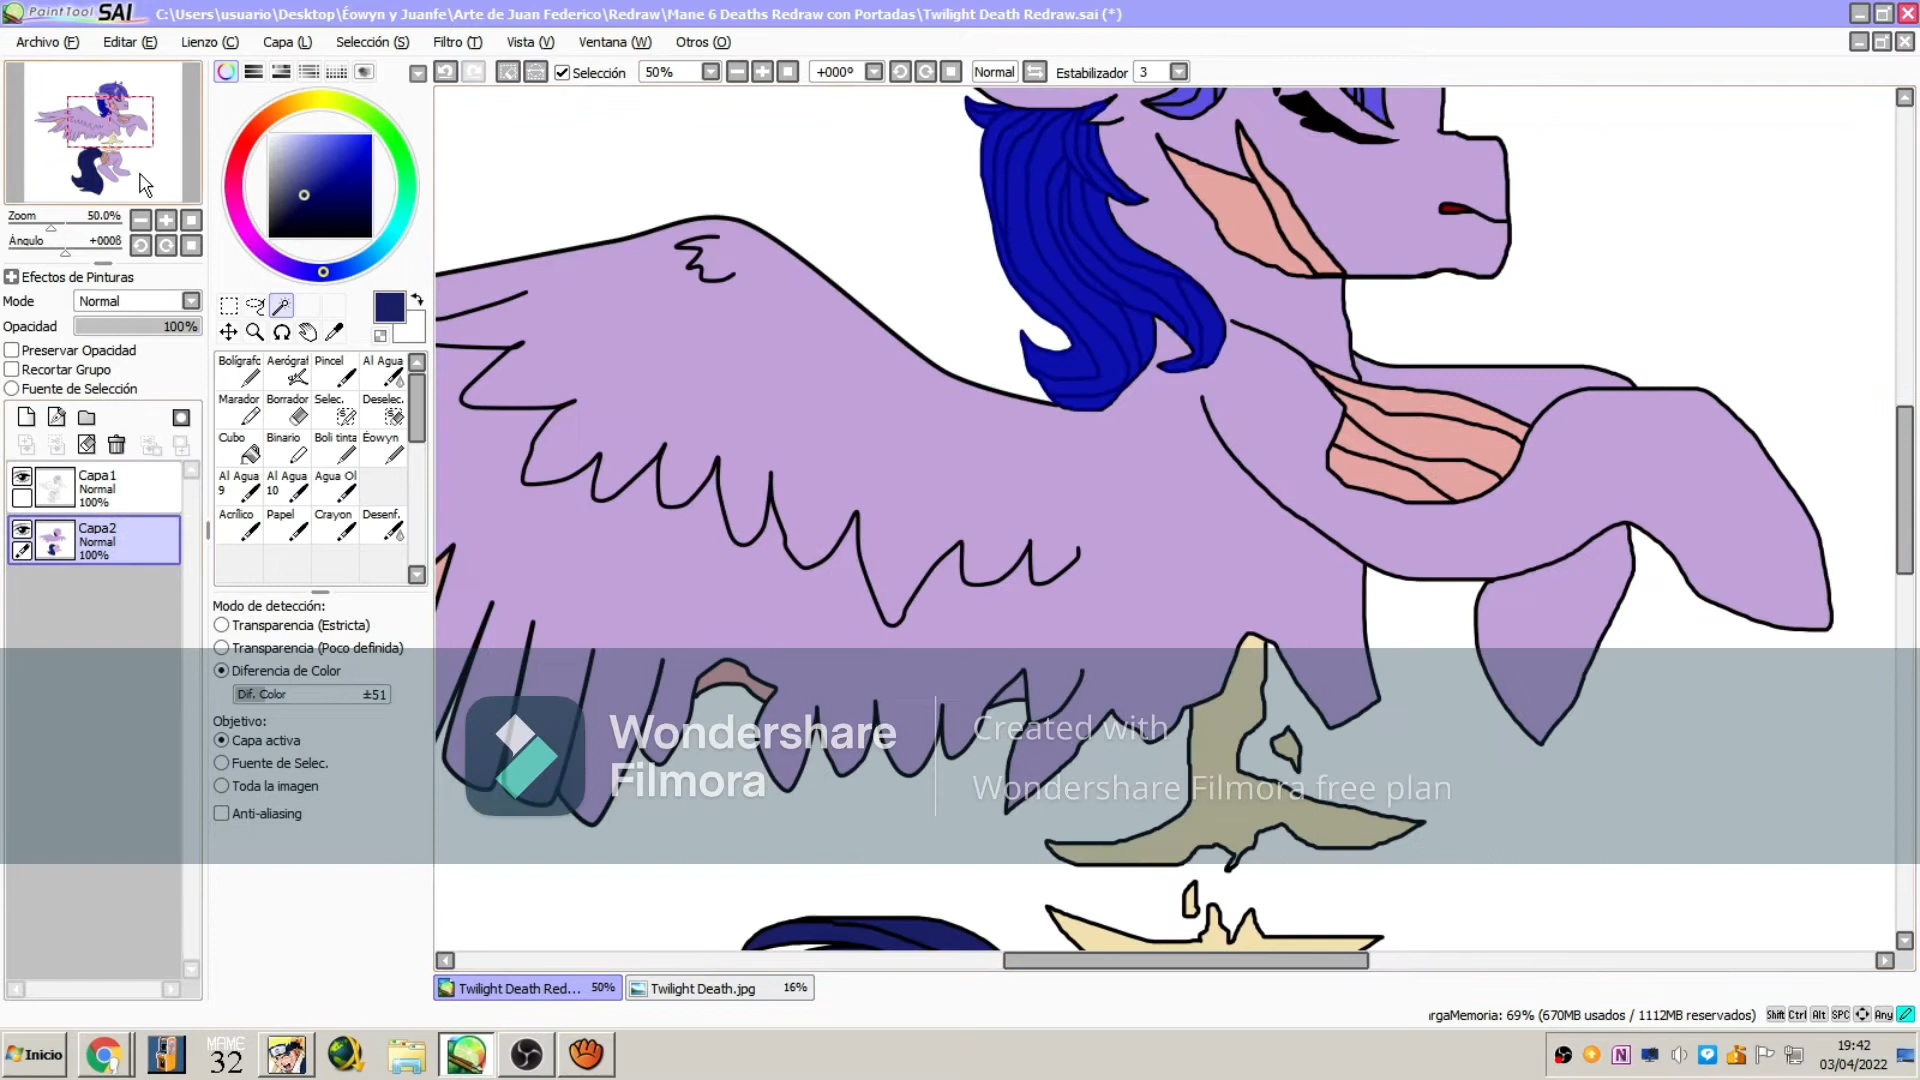 PaintTool SAI C:\Users\usuario\Desktop\Éowyn y Juanfe\Arte de Juan Federico\Redraw\Mane 6 Deaths Redraw con Portadas\Twilight Death Redraw.sai (*)
Archivo (F) Editar (E) Lienzo (C) Capa (L) Selección (S) Filtro (T) Vista (V) Ventana (W) Otros (O)
Selección 50% +000º Normal Estabilizador 3
Zoom 50.0%
Ángulo +000ß
Efectos de Pinturas
Mode Normal
Opacidad 100%
Preservar Opacidad
Recortar Grupo
Fuente de Selección
Capa1
Normal
100%
Capa2
Normal
100%
Bolígrafc Aerógraf Pincel Al Agua
Marador Borrador Selec. Deselec.
Cubo Binario Boli tinta Éowyn
Al Agua 9 Al Agua 10 Agua Ol
Acrílico Papel Crayon Desenf.
Modo de detección:
Transparencia (Estricta)
Transparencia (Poco definida)
Diferencia de Color
Dif. Color ±51
Objetivo:
Capa activa
Fuente de Selec.
Toda la imagen
Anti-aliasing
Wondershare
Filmora
Created with
Wondershare Filmora free plan
Twilight Death Red... 50% Twilight Death.jpg 16%
ırgaMemoria: 69% (670MB usados / 1112MB reservados) Shift Ctrl Alt SPC Any
Inicio
MAME
32
19:42
03/04/2022